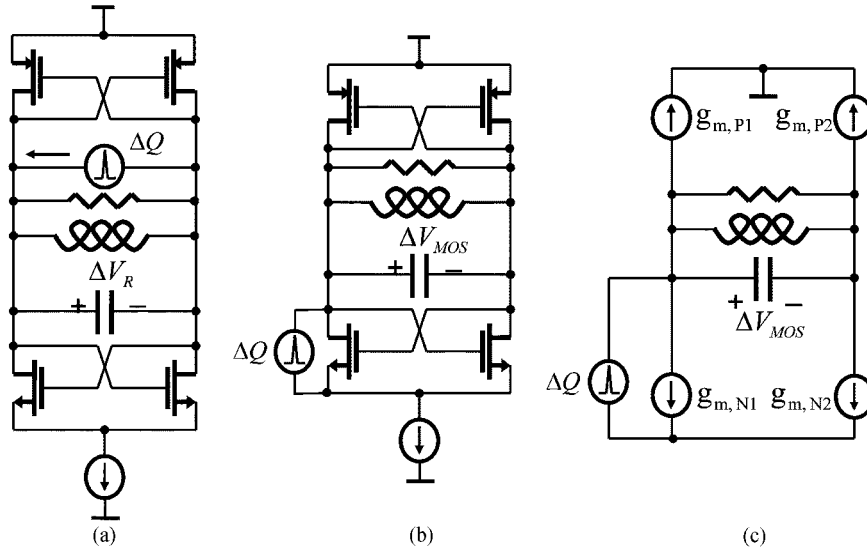 ΔQ
ΔV_R
+ −
(a)
ΔV_MOS
+ −
ΔQ
(b)
g_m, P1 g_m, P2
+ −
ΔV_MOS
ΔQ
g_m, N1 g_m, N2
(c)